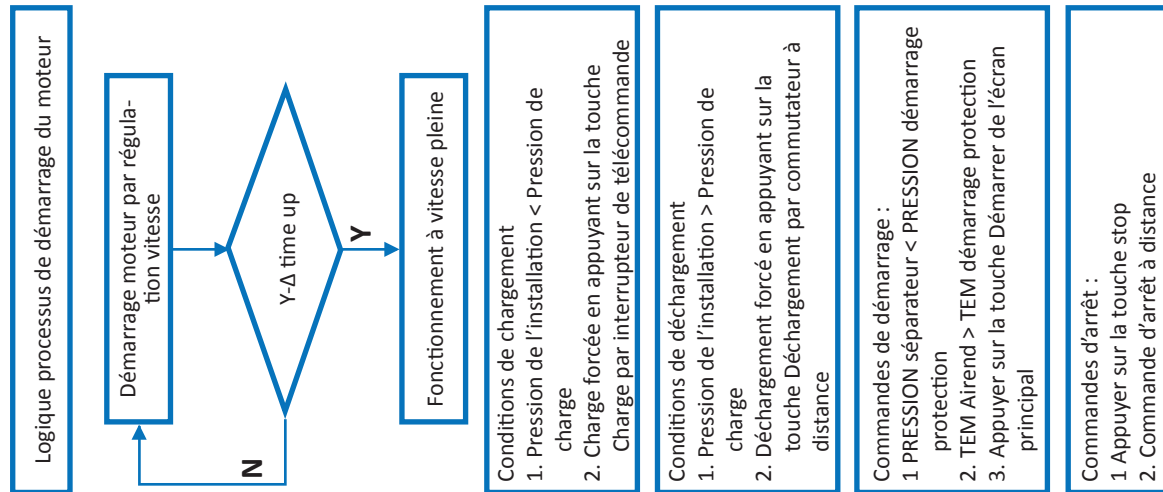 Logique processus de démarrage du moteur
Démarrage moteur par régula-
tion vitesse
Y-Δ time up
N
Y
Fonctionnement à vitesse pleine
Conditions de chargement
1. Pression de l’installation < Pression de
charge
2. Charge forcée en appuyant sur la touche
Charge par interrupteur de télécommande
Conditions de déchargement
1. Pression de l’installation > Pression de
charge
2. Déchargement forcé en appuyant sur la
touche Déchargement par commutateur à
distance
Commandes de démarrage :
1 PRESSION séparateur < PRESSION démarrage
protection
2. TEM Airend > TEM démarrage protection
3. Appuyer sur la touche Démarrer de l’écran
principal
Commandes d’arrêt :
1 Appuyer sur la touche stop
2. Commande d’arrêt à distance